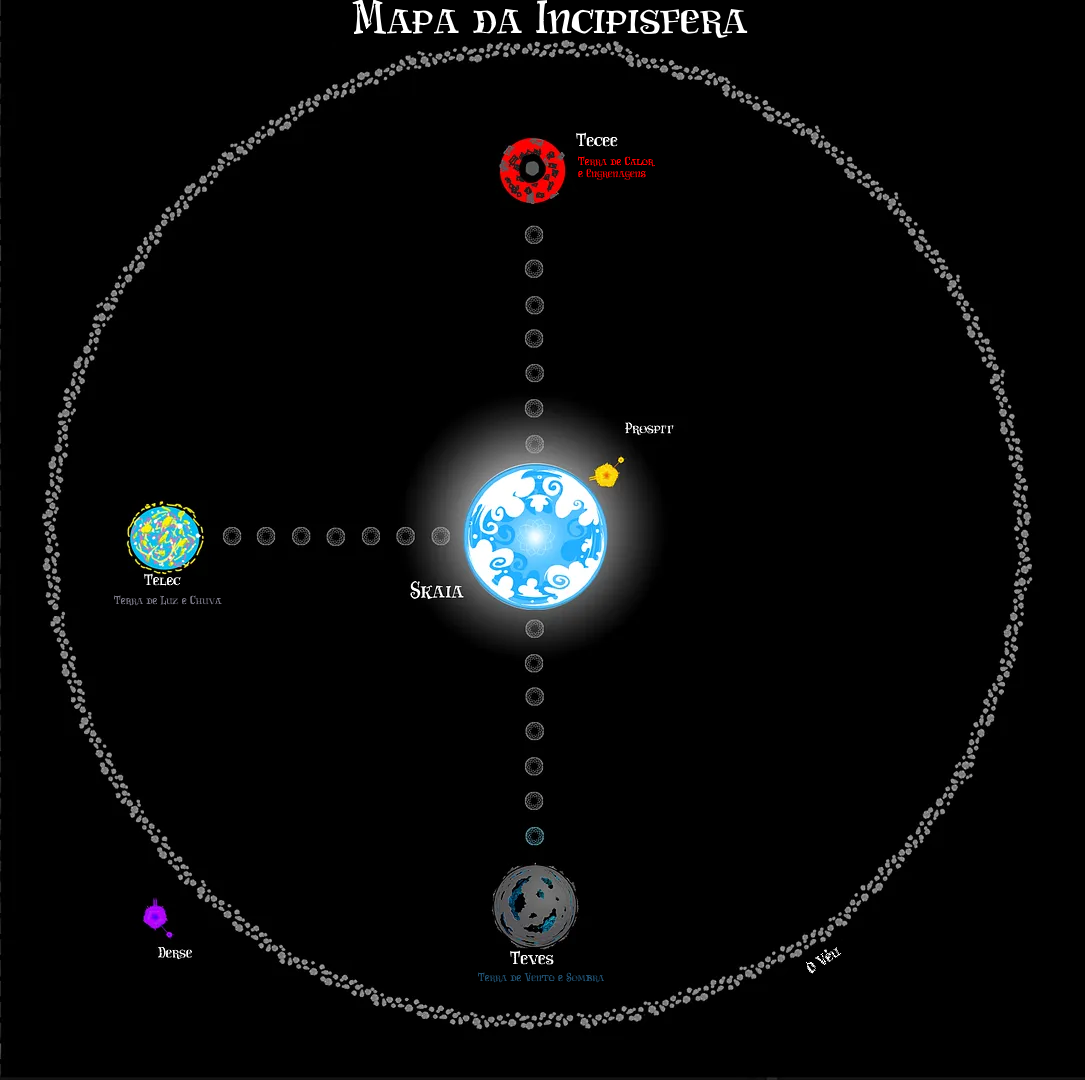 Mapa da Incipisfera
Tecee
Terra de Calor
e Engrenagens
Prospit
Telec
Terra de Luz e Chuva
Skaia
Derse
Teves
Terra de Vento e Sombra
O Véu